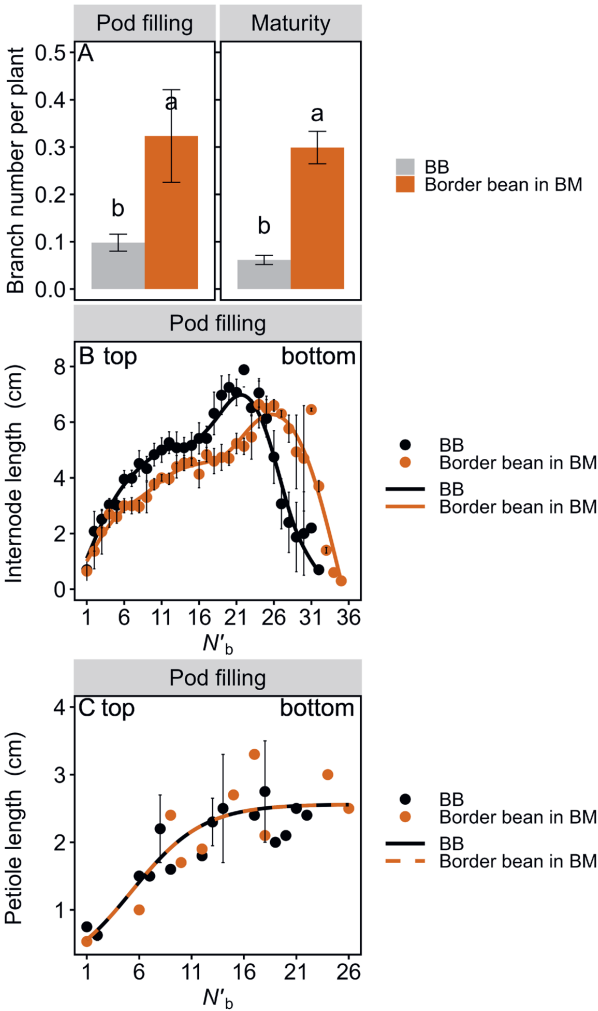 Pod filling
Maturity
A
Branch number per plant
0.5
0.4
0.3
0.2
0.1
0.0
b
a
b
a
BB
Border bean in BM
Pod filling
B top
bottom
Internode length (cm)
8
6
4
2
0
1 6 11 16 21 26 31 36
N′b
BB
Border bean in BM
BB
Border bean in BM
Pod filling
C top
bottom
Petiole length (cm)
4
3
2
1
1 6 11 16 21 26
N′b
BB
Border bean in BM
BB
Border bean in BM